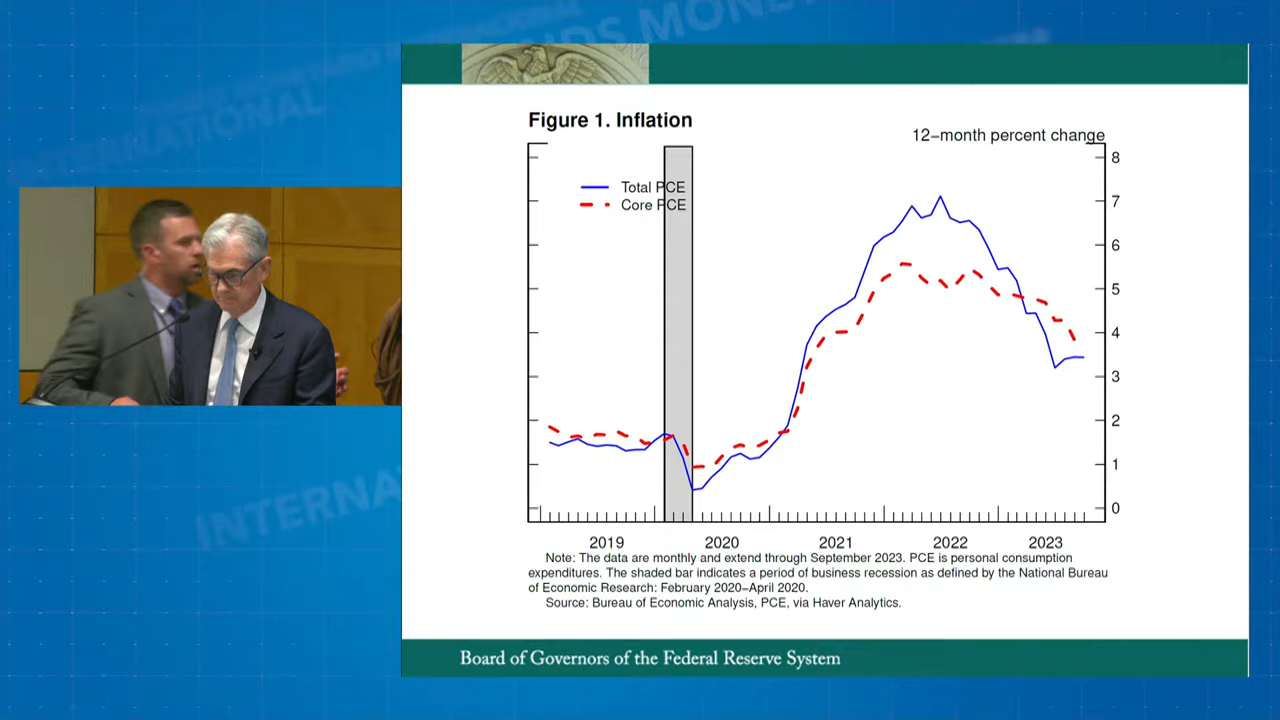 INTERNATIONAL
Figure 1. Inflation
12−month percent change
Total PCE
Core PCE
8
7
6
5
4
3
2
1
0
2019 2020 2021 2022 2023
Note: The data are monthly and extend through September 2023. PCE is personal consumption
expenditures. The shaded bar indicates a period of business recession as defined by the National Bureau
of Economic Research: February 2020−April 2020.
Source: Bureau of Economic Analysis, PCE, via Haver Analytics.
INTERNA
Board of Governors of the Federal Reserve System